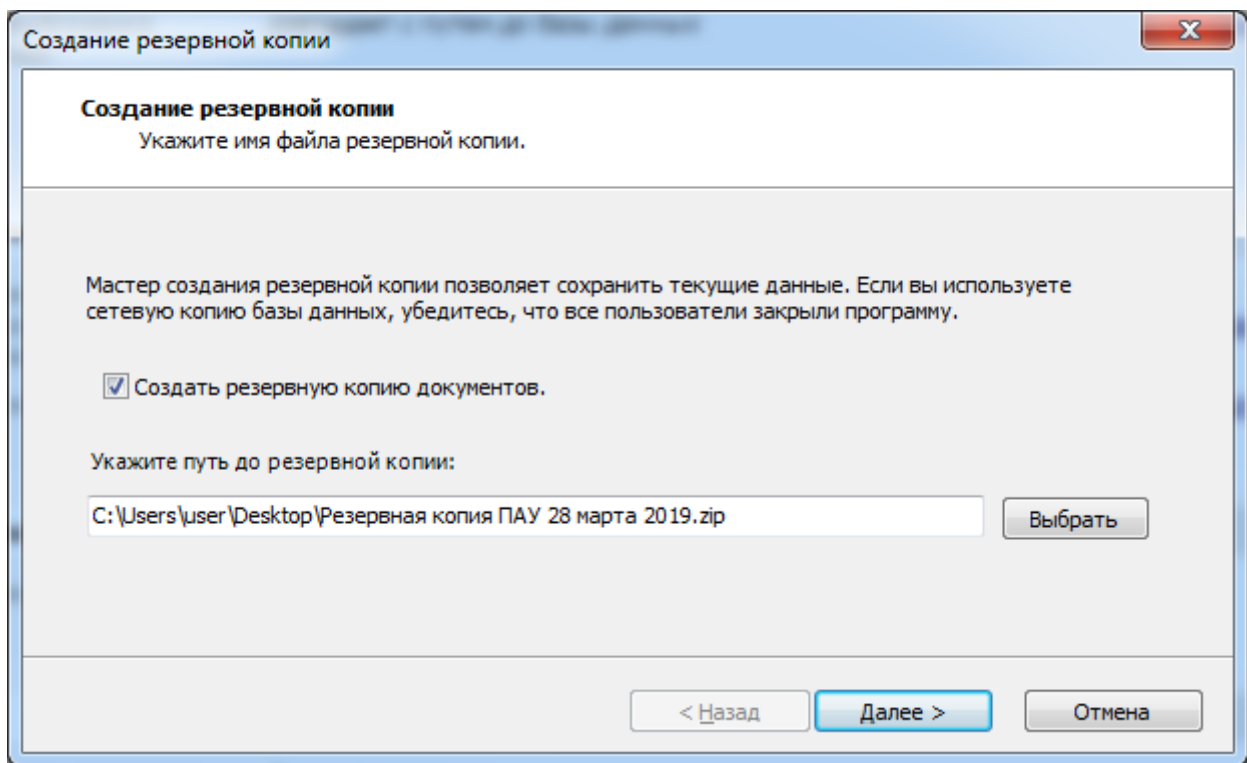 Создание резервной копии
Создание резервной копии
Укажите имя файла резервной копии.
Мастер создания резервной копии позволяет сохранить текущие данные. Если вы используете
сетевую копию базы данных, убедитесь, что все пользователи закрыли программу.
Создать резервную копию документов.
Укажите путь до резервной копии:
C:\Users\user\Desktop\Резервная копия ПАУ 28 марта 2019.zip
Выбрать
< Назад
Далее >
Отмена